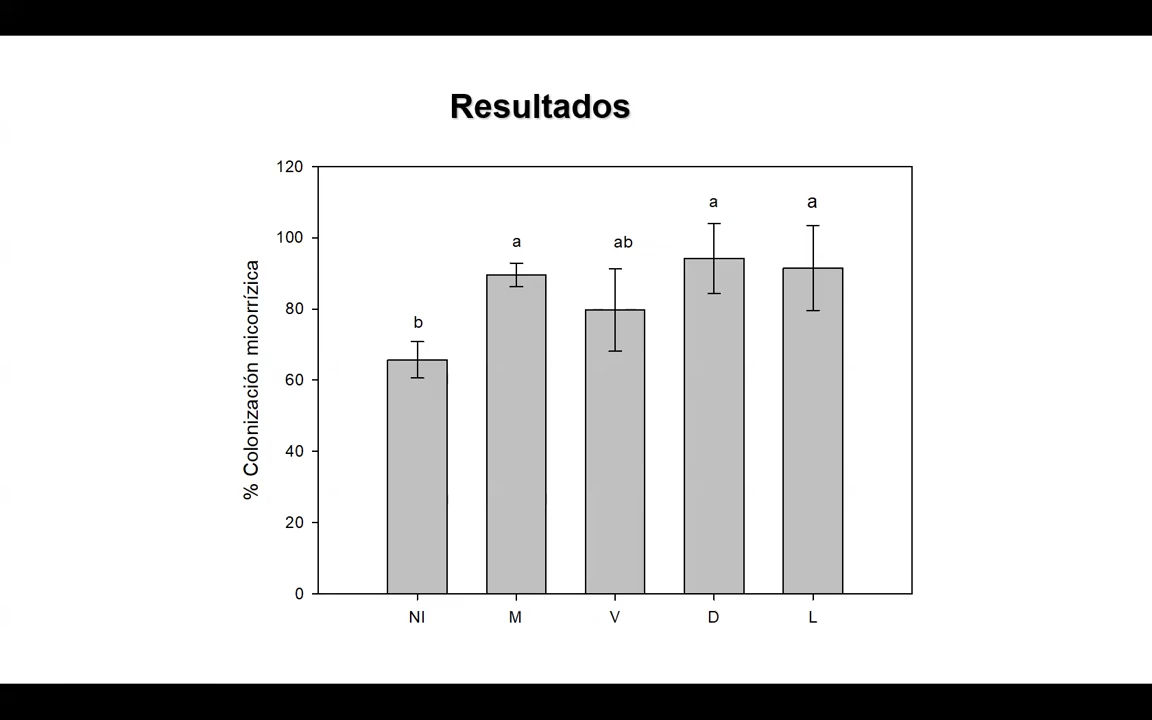 Resultados
120
100
80
60
40
20
0
% Colonización micorrízica
b
a
ab
a
a
NI
M
V
D
L